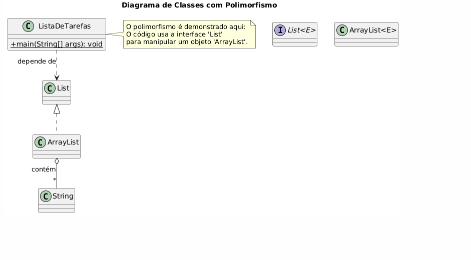 Diagrama de Classes com Polimorfismo
C ListaDeTarefas
+main(String[] args): void
O polimorfismo é demonstrado aqui:
O código usa a interface 'List'
para manipular um objeto 'ArrayList'.
I List<E>
C ArrayList<E>
depende de
C List
C ArrayList
contém
*
C String